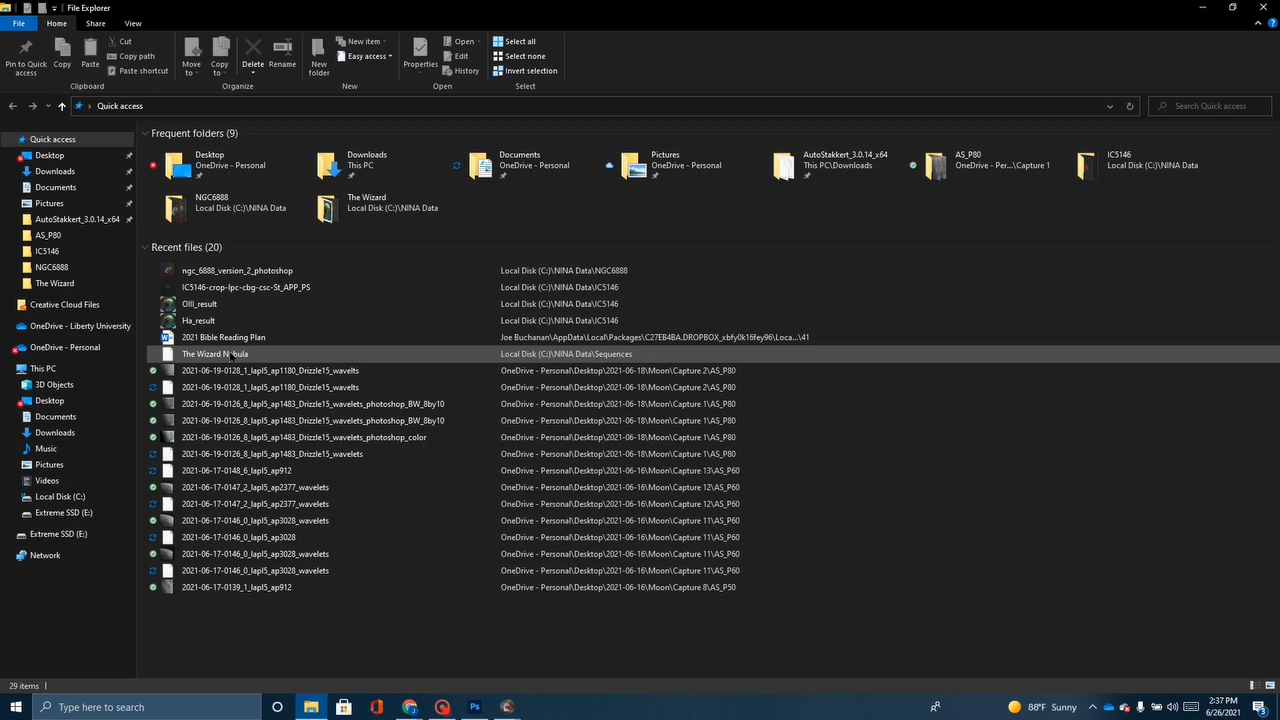 File Explorer
File Home Share View
Pin to Quick access
Copy
Paste
Cut
Copy path
Paste shortcut
Clipboard
Move to
Copy to
Delete
Rename
Organize
New folder
New item
Easy access
New
Properties
Open
Edit
History
Open
Select all
Select none
Invert selection
Select
Quick access
Search Quick access
Quick access
Desktop
Downloads
Documents
Pictures
AutoStakkert_3.0.14_x64
AS_P80
IC5146
NGC6888
The Wizard
Creative Cloud Files
OneDrive - Liberty University
OneDrive - Personal
This PC
3D Objects
Desktop
Documents
Downloads
Music
Pictures
Videos
Local Disk (C:)
Extreme SSD (E:)
Extreme SSD (E:)
Network
Frequent folders (9)
Desktop
OneDrive - Personal
Downloads
This PC
Documents
OneDrive - Personal
Pictures
OneDrive - Personal
AutoStakkert_3.0.14_x64
This PC\Downloads
AS_P80
OneDrive - Per...\Capture 1
IC5146
Local Disk (C:)\NINA Data
NGC6888
Local Disk (C:)\NINA Data
The Wizard
Local Disk (C:)\NINA Data
Recent files (20)
ngc_6888_version_2_photoshop Local Disk (C:)\NINA Data\NGC6888
IC5146-crop-lpc-cbg-csc-St_APP_PS Local Disk (C:)\NINA Data\IC5146
OIII_result Local Disk (C:)\NINA Data\IC5146
Ha_result Local Disk (C:)\NINA Data\IC5146
2021 Bible Reading Plan Joe Buchanan\AppData\Local\Packages\C27EB4BA.DROPBOX_xbfy0k16fey96\Loca...\41
The Wizard Nebula Local Disk (C:)\NINA Data\Sequences
2021-06-19-0128_1_lapl5_ap1180_Drizzle15_wavelts OneDrive - Personal\Desktop\2021-06-18\Moon\Capture 2\AS_P80
2021-06-19-0128_1_lapl5_ap1180_Drizzle15_wavelts OneDrive - Personal\Desktop\2021-06-18\Moon\Capture 2\AS_P80
2021-06-19-0126_8_lapl5_ap1483_Drizzle15_wavelets_photoshop_BW_8by10 OneDrive - Personal\Desktop\2021-06-18\Moon\Capture 1\AS_P80
2021-06-19-0126_8_lapl5_ap1483_Drizzle15_wavelets_photoshop_BW_8by10 OneDrive - Personal\Desktop\2021-06-18\Moon\Capture 1\AS_P80
2021-06-19-0126_8_lapl5_ap1483_Drizzle15_wavelets_photoshop_color OneDrive - Personal\Desktop\2021-06-18\Moon\Capture 1\AS_P80
2021-06-19-0126_8_lapl5_ap1483_Drizzle15_wavelets OneDrive - Personal\Desktop\2021-06-18\Moon\Capture 1\AS_P80
2021-06-17-0148_6_lapl5_ap912 OneDrive - Personal\Desktop\2021-06-16\Moon\Capture 13\AS_P60
2021-06-17-0147_2_lapl5_ap2377_wavelets OneDrive - Personal\Desktop\2021-06-16\Moon\Capture 12\AS_P60
2021-06-17-0147_2_lapl5_ap2377_wavelets OneDrive - Personal\Desktop\2021-06-16\Moon\Capture 12\AS_P60
2021-06-17-0146_0_lapl5_ap3028_wavelets OneDrive - Personal\Desktop\2021-06-16\Moon\Capture 11\AS_P60
2021-06-17-0146_0_lapl5_ap3028 OneDrive - Personal\Desktop\2021-06-16\Moon\Capture 11\AS_P60
2021-06-17-0146_0_lapl5_ap3028_wavelets OneDrive - Personal\Desktop\2021-06-16\Moon\Capture 11\AS_P60
2021-06-17-0146_0_lapl5_ap3028_wavelets OneDrive - Personal\Desktop\2021-06-16\Moon\Capture 11\AS_P60
2021-06-17-0139_1_lapl5_ap912 OneDrive - Personal\Desktop\2021-06-16\Moon\Capture 8\AS_P50
29 items
Type here to search
Ps
88°F Sunny
2:37 PM
6/26/2021
3